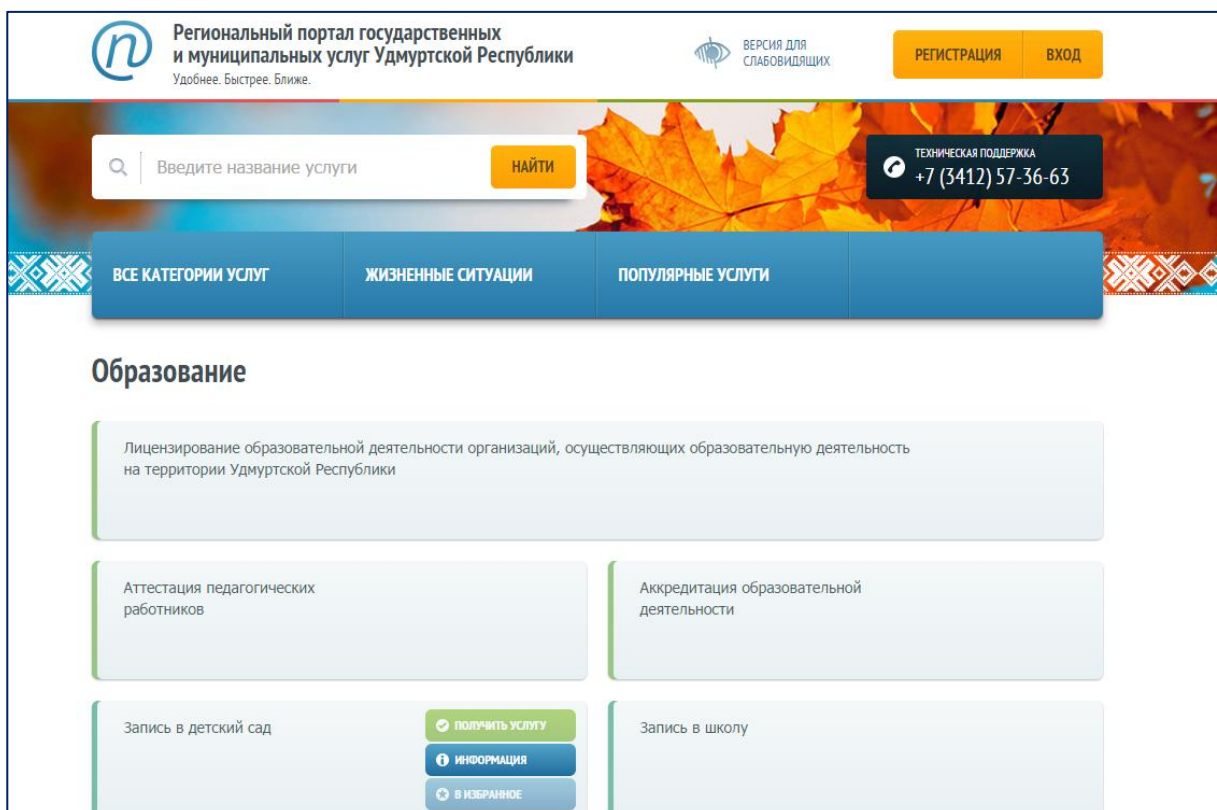 Региональный портал государственных
и муниципальных услуг Удмуртской Республики
Удобнее. Быстрее. Ближе.
ВЕРСИЯ ДЛЯ
СЛАБОВИДЯЩИХ
РЕГИСТРАЦИЯ
ВХОД
Введите название услуги
НАЙТИ
ТЕХНИЧЕСКАЯ ПОДДЕРЖКА
+7 (3412) 57-36-63
ВСЕ КАТЕГОРИИ УСЛУГ
ЖИЗНЕННЫЕ СИТУАЦИИ
ПОПУЛЯРНЫЕ УСЛУГИ
Образование
Лицензирование образовательной деятельности организаций, осуществляющих образовательную деятельность
на территории Удмуртской Республики
Аттестация педагогических
работников
Аккредитация образовательной
деятельности
Запись в детский сад
ПОЛУЧИТЬ УСЛУГУ
ИНФОРМАЦИЯ
В ИЗБРАННОЕ
Запись в школу